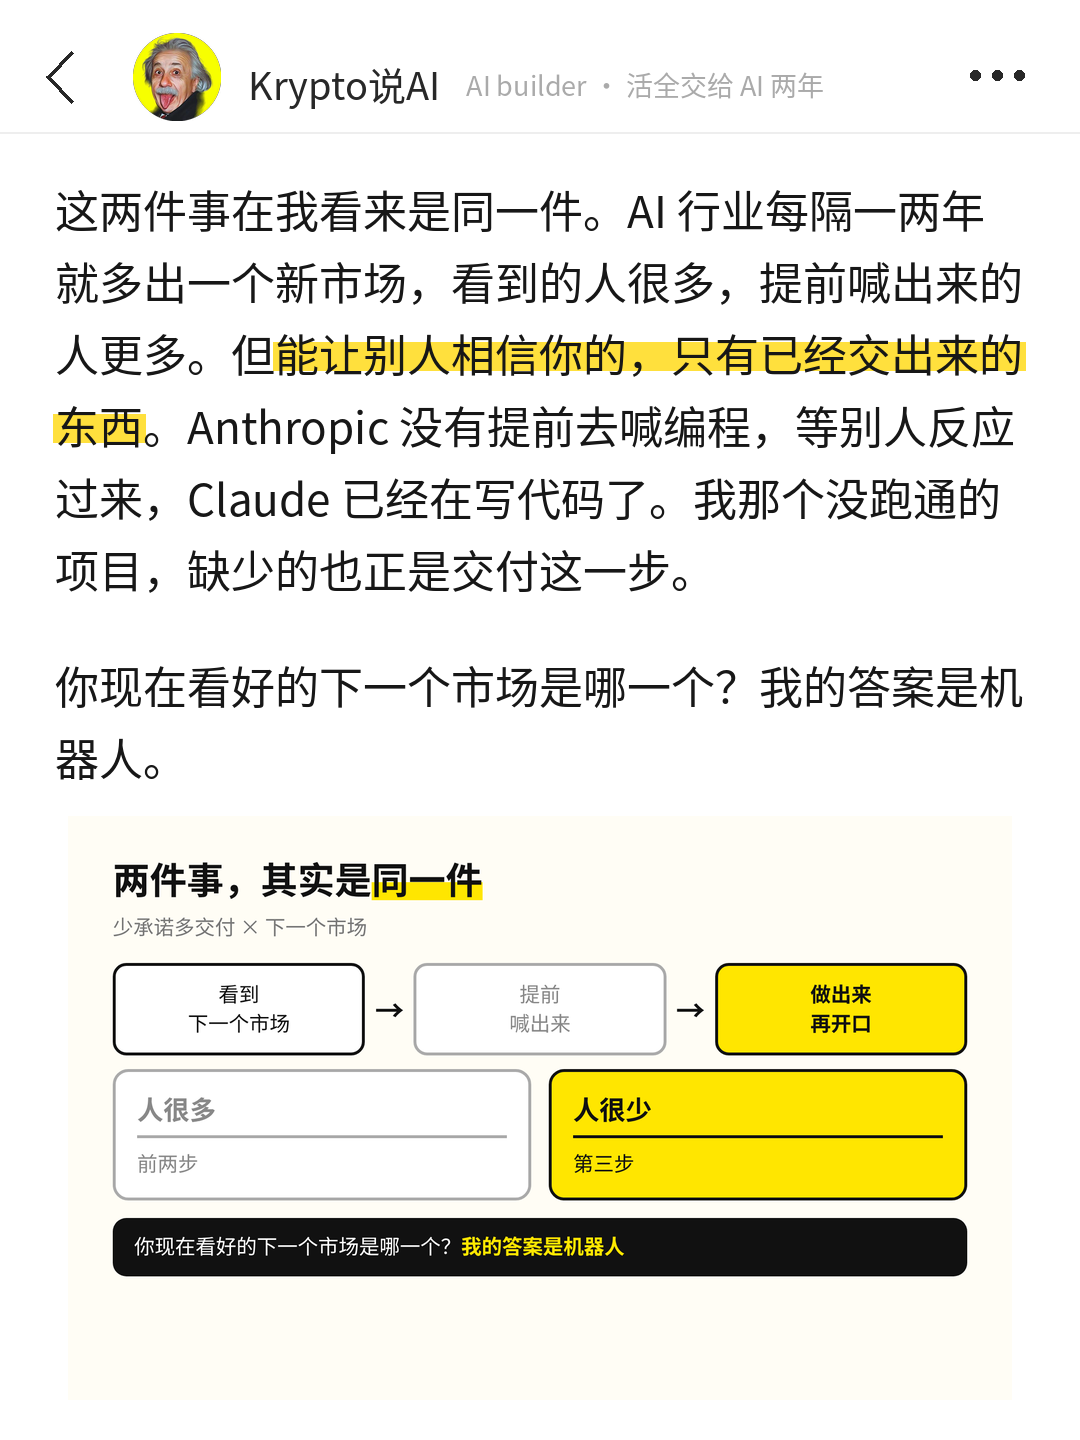 Krypto说AI AI builder · 活全交给 AI 两年
这两件事在我看来是同一件。AI 行业每隔一两年
就多出一个新市场，看到的人很多，提前喊出来的
人更多。但能让别人相信你的，只有已经交出来的
东西。Anthropic 没有提前去喊编程，等别人反应
过来，Claude 已经在写代码了。我那个没跑通的
项目，缺少的也正是交付这一步。
你现在看好的下一个市场是哪一个？我的答案是机
器人。
两件事，其实是同一件
少承诺多交付 × 下一个市场
看到
下一个市场
→
提前
喊出来
→
做出来
再开口
人很多
前两步
人很少
第三步
你现在看好的下一个市场是哪一个？我的答案是机器人